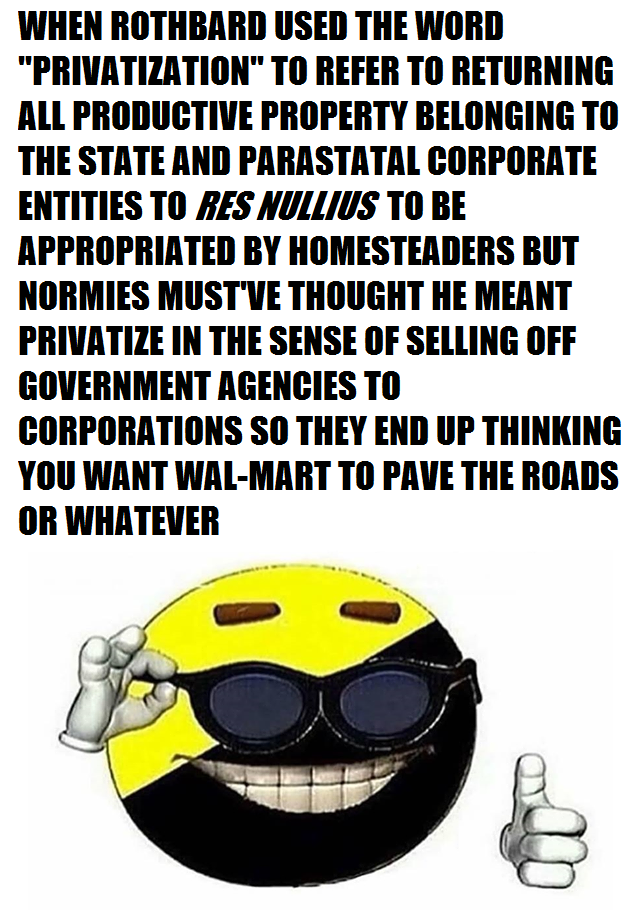 WHEN ROTHBARD USED THE WORD
"PRIVATIZATION" TO REFER TO RETURNING
ALL PRODUCTIVE PROPERTY BELONGING TO
THE STATE AND PARASTATAL CORPORATE
ENTITIES TO RES NULLIUS TO BE
APPROPRIATED BY HOMESTEADERS BUT
NORMIES MUST'VE THOUGHT HE MEANT
PRIVATIZE IN THE SENSE OF SELLING OFF
GOVERNMENT AGENCIES TO
CORPORATIONS SO THEY END UP THINKING
YOU WANT WAL-MART TO PAVE THE ROADS
OR WHATEVER